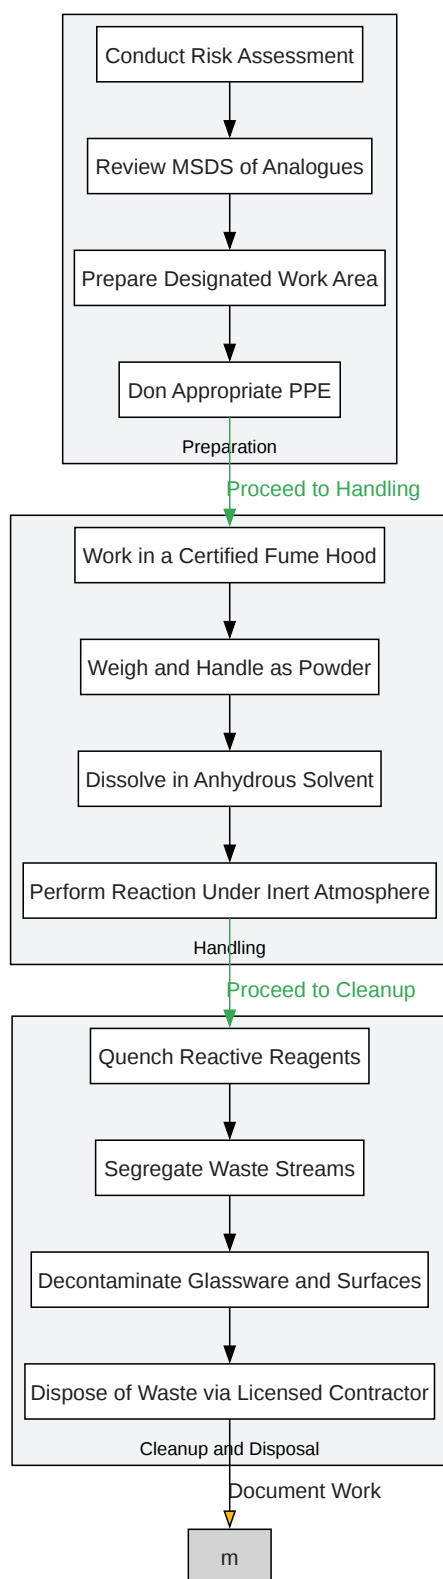 Conduct Risk Assessment
Review MSDS of Analogues
Prepare Designated Work Area
Don Appropriate PPE
Preparation
Proceed to Handling
Work in a Certified Fume Hood
Weigh and Handle as Powder
Dissolve in Anhydrous Solvent
Perform Reaction Under Inert Atmosphere
Handling
Proceed to Cleanup
Quench Reactive Reagents
Segregate Waste Streams
Decontaminate Glassware and Surfaces
Dispose of Waste via Licensed Contractor
Cleanup and Disposal
Document Work
m